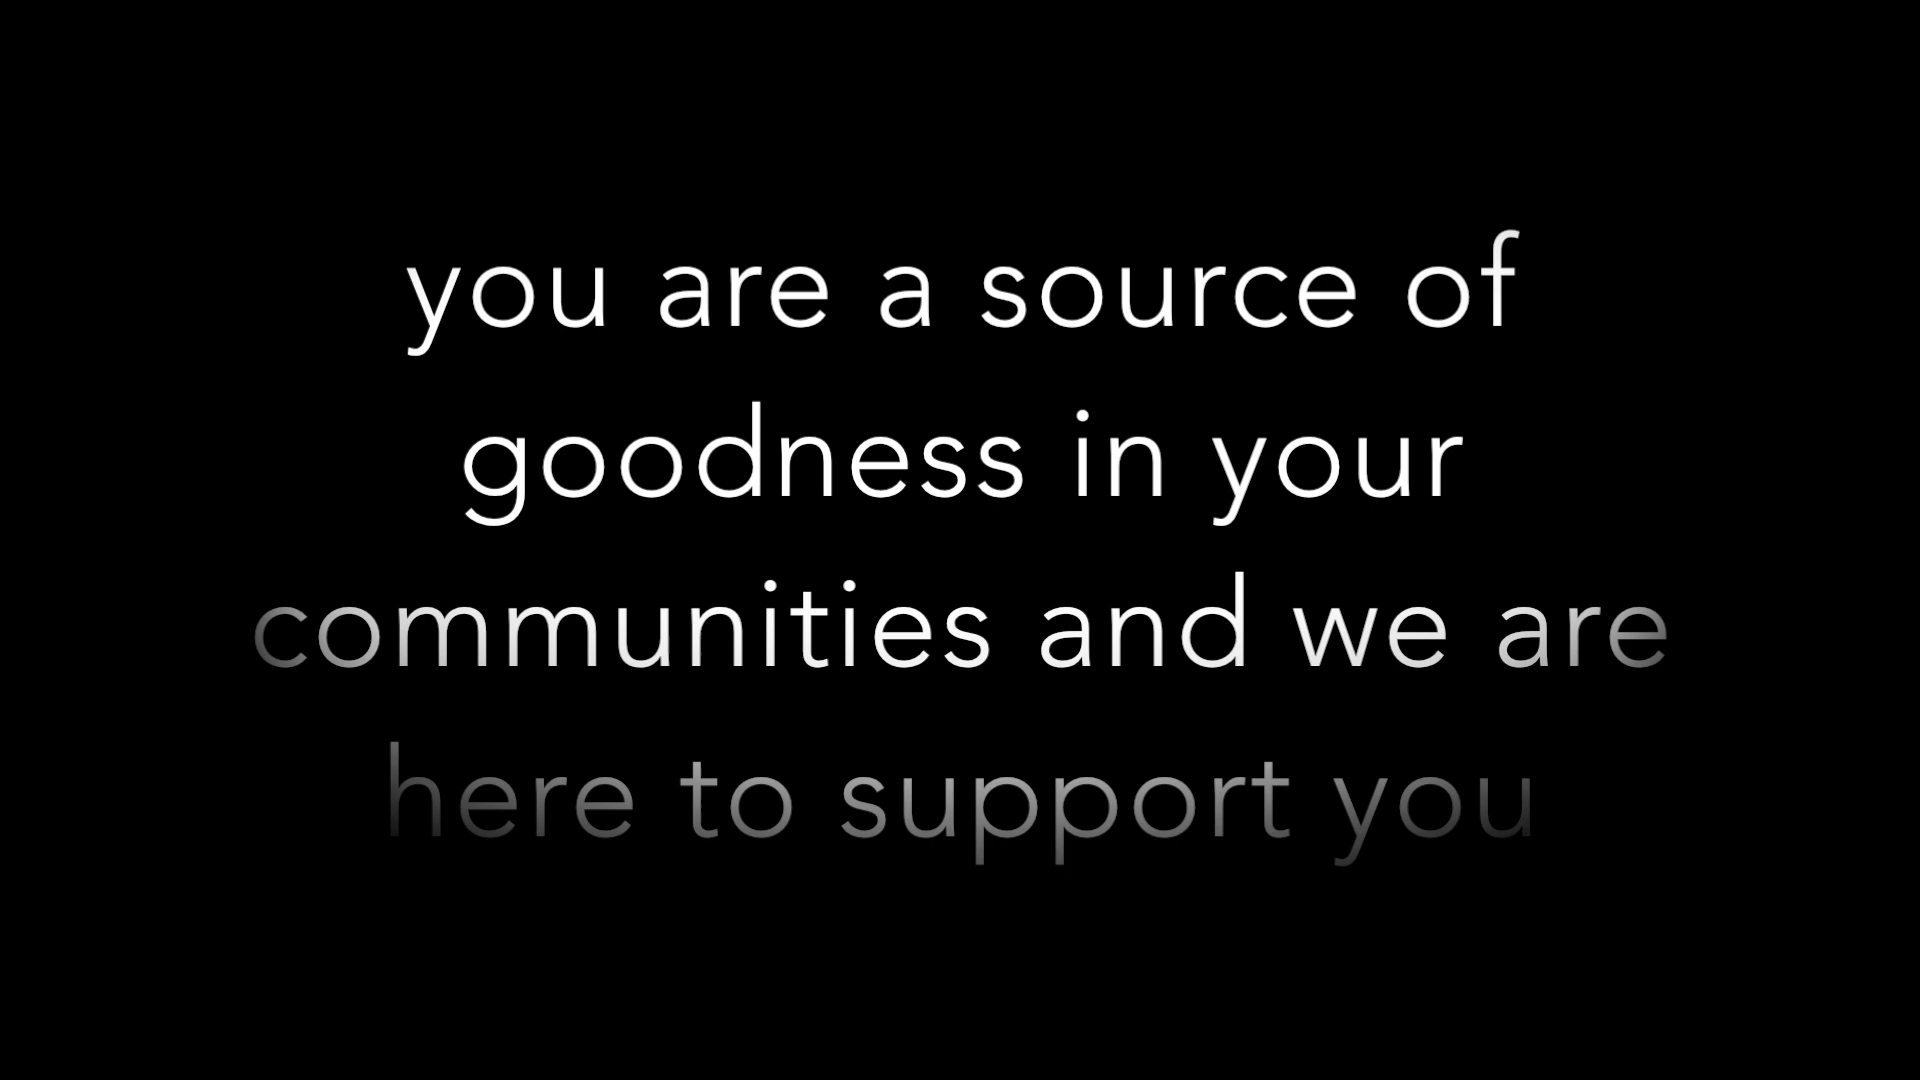 you are a source of
goodness in your
communities and we are
here to support you